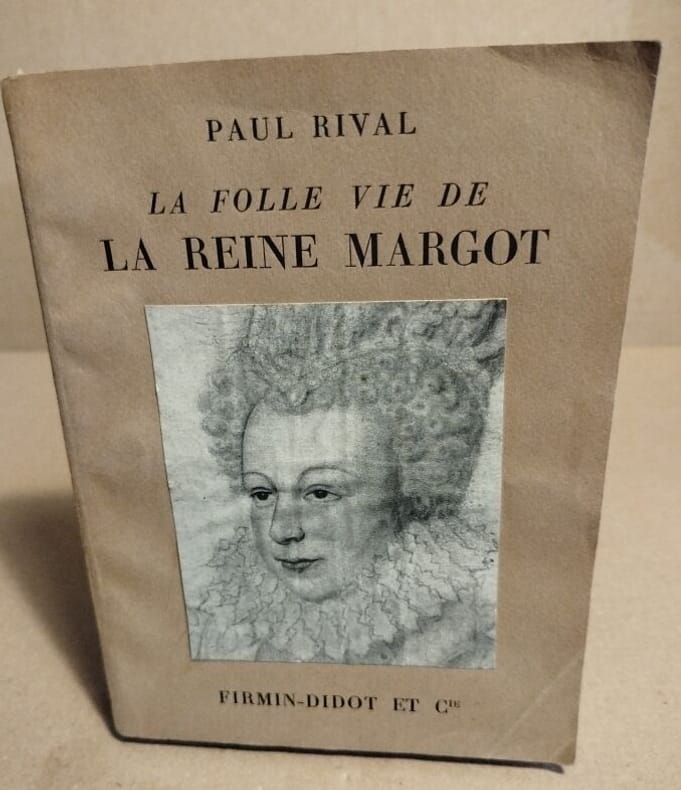 PAUL RIVAL
LA FOLLE VIE DE
LA REINE MARGOT
FIRMIN-DIDOT ET Cᴵᴱ